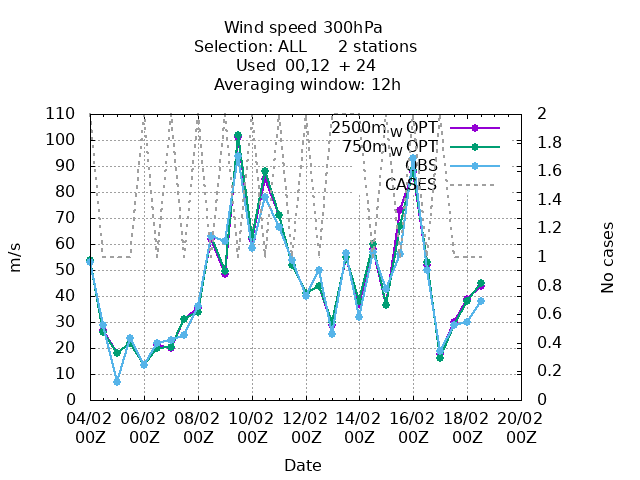 Wind speed 300hPa
Selection: ALL 2 stations
Used 00,12 + 24
Averaging window: 12h
110 100 90 80 70 60 50 40 30 20 10 0
m/s
2500m_w OPT
750m_w OPT
OBS
CASES
2 1.8 1.6 1.4 1.2 1 0.8 0.6 0.4 0.2 0
No cases
04/02 06/02 08/02 10/02 12/02 14/02 16/02 18/02 20/02
00Z 00Z 00Z 00Z 00Z 00Z 00Z 00Z 00Z
Date